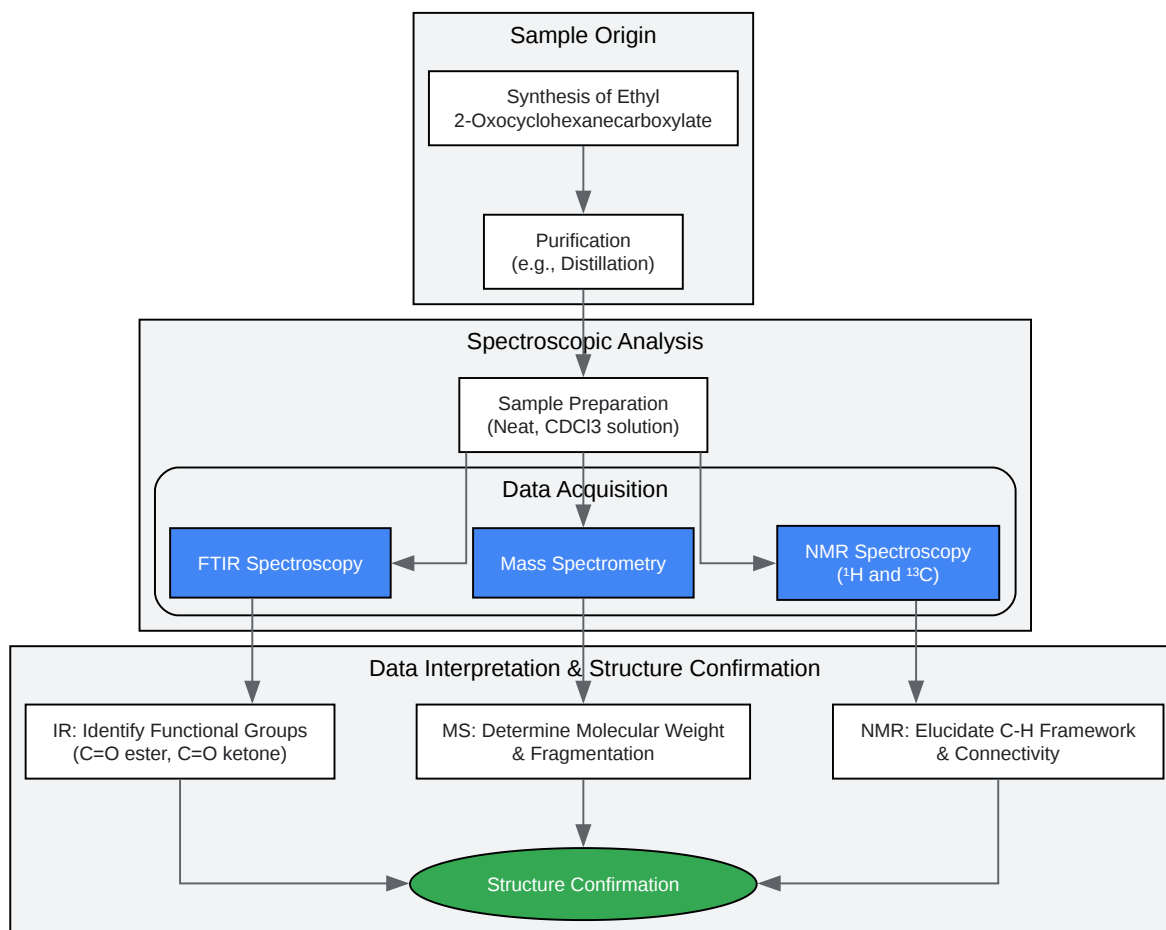 Sample Origin
Synthesis of Ethyl
2-Oxocyclohexanecarboxylate
Purification
(e.g., Distillation)
Spectroscopic Analysis
Sample Preparation
(Neat, CDCl3 solution)
Data Acquisition
FTIR Spectroscopy
Mass Spectrometry
NMR Spectroscopy
(¹H and ¹³C)
Data Interpretation & Structure Confirmation
IR: Identify Functional Groups
(C=O ester, C=O ketone)
MS: Determine Molecular Weight
& Fragmentation
NMR: Elucidate C-H Framework
& Connectivity
Structure Confirmation